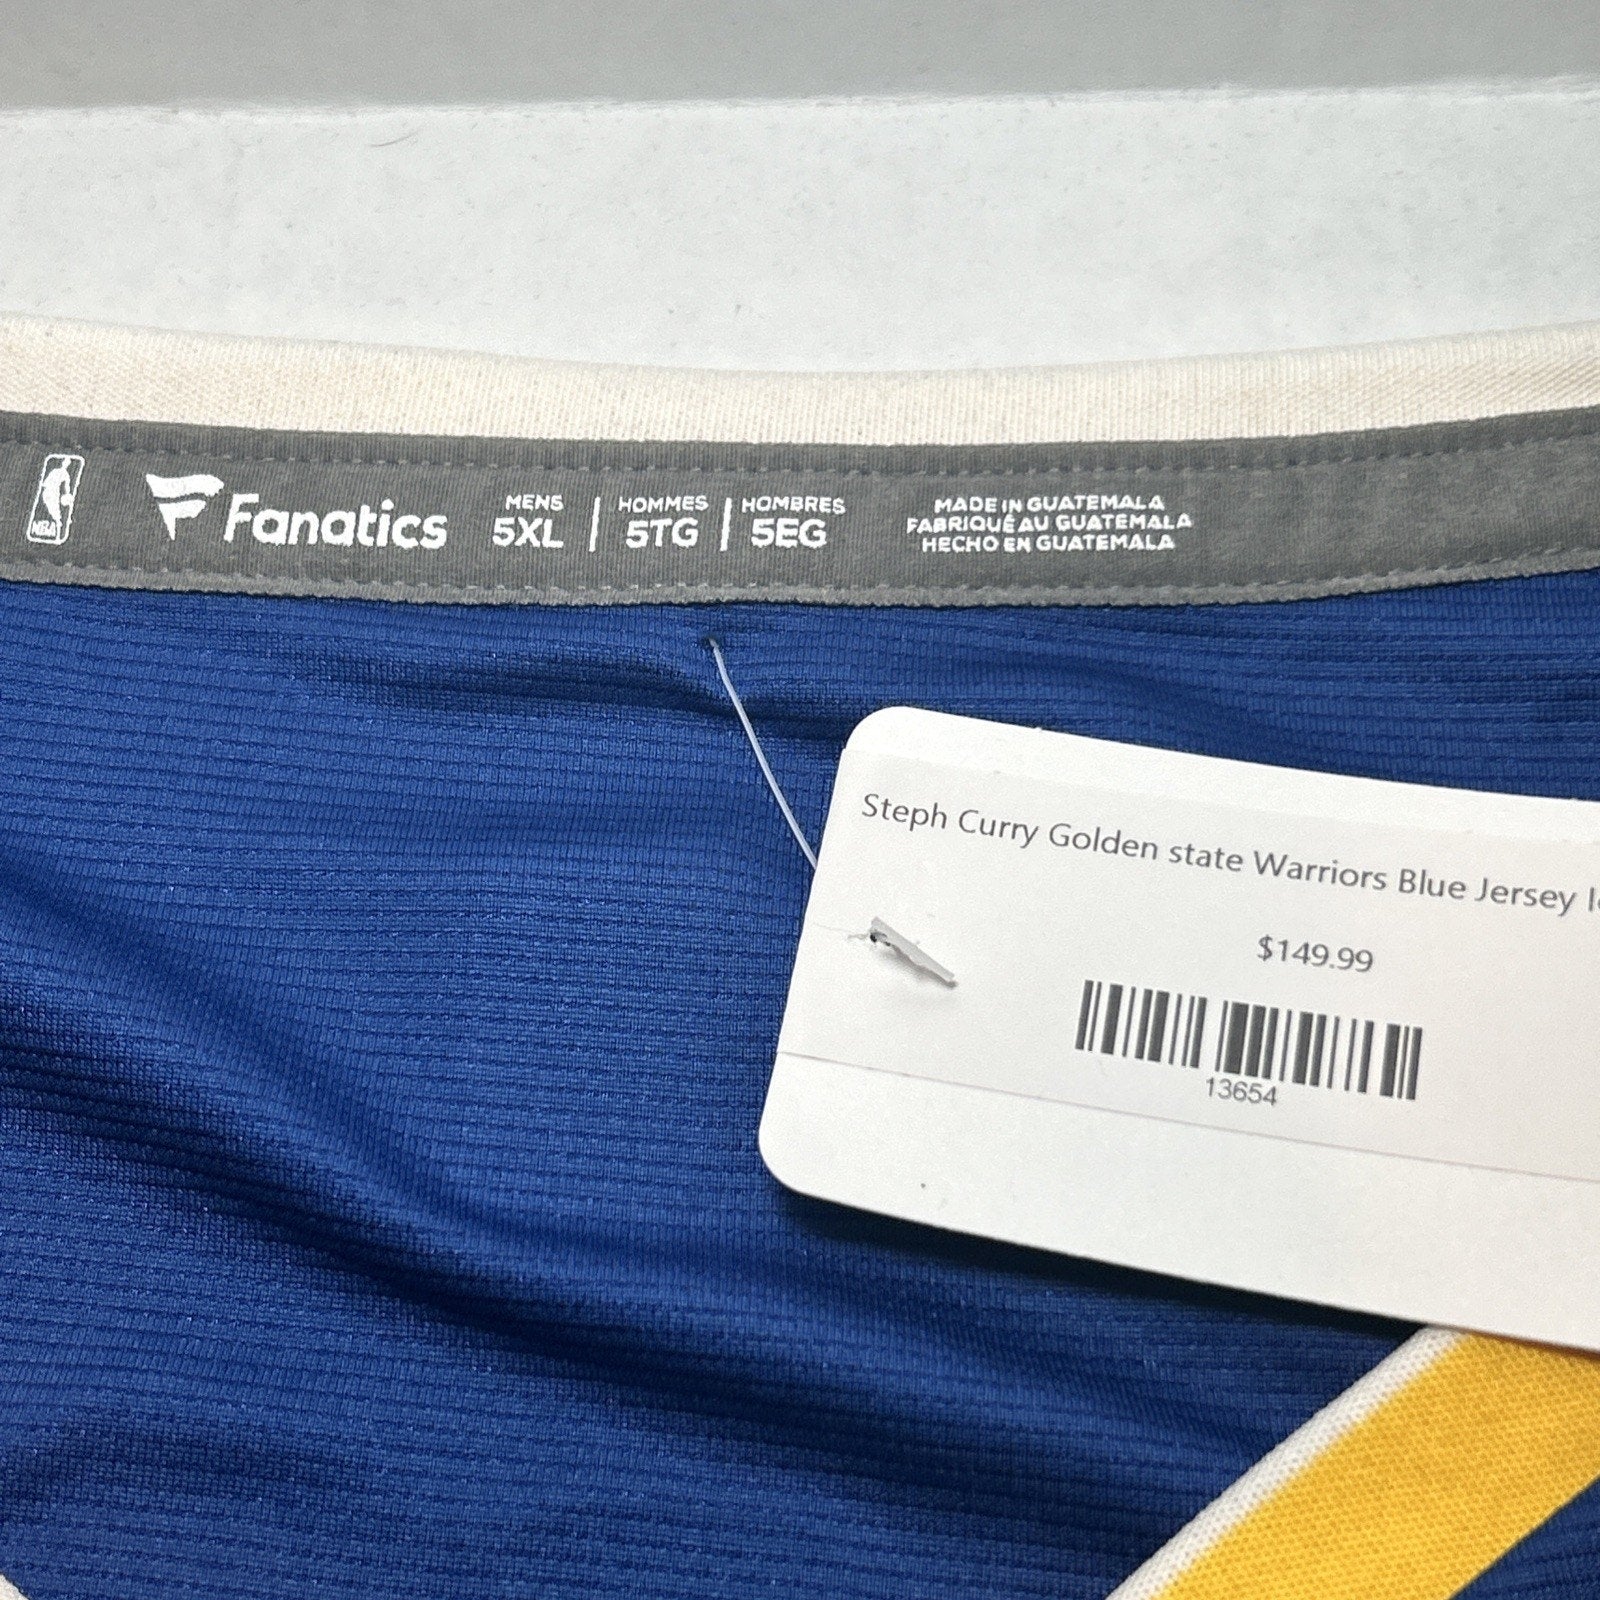 NBA
Fanatics
MENS
5XL
HOMMES
5TG
HOMBRES
5EG
MADE IN GUATEMALA
FABRIQUÉ AU GUATEMALA
HECHO EN GUATEMALA
Steph Curry Golden state Warriors Blue Jersey
$149.99
13654